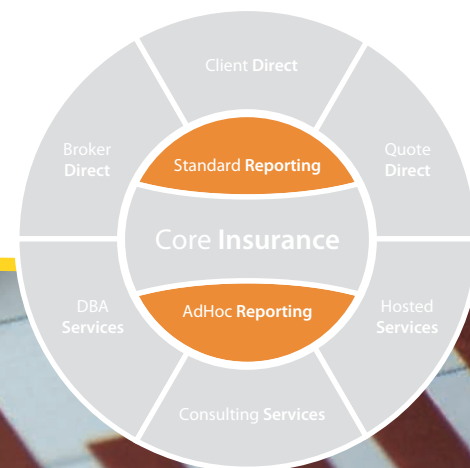 Client Direct
Broker
Direct
Quote
Direct
Standard Reporting
Core Insurance
AdHoc Reporting
DBA
Services
Hosted
Services
Consulting Services